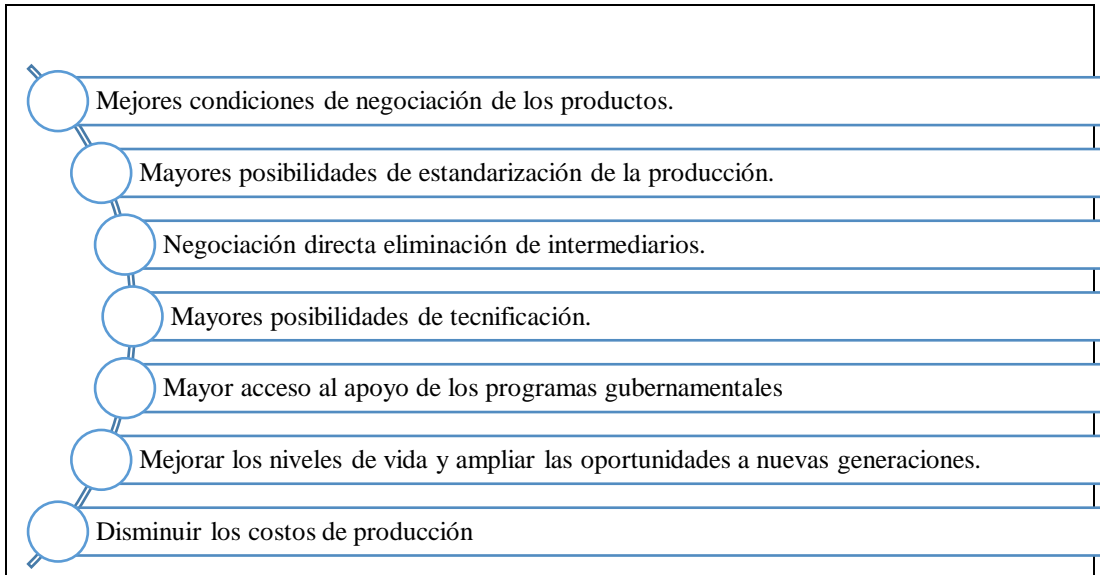 Mejores condiciones de negociación de los productos.
Mayores posibilidades de estandarización de la producción.
Negociación directa eliminación de intermediarios.
Mayores posibilidades de tecnificación.
Mayor acceso al apoyo de los programas gubernamentales
Mejorar los niveles de vida y ampliar las oportunidades a nuevas generaciones.
Disminuir los costos de producción